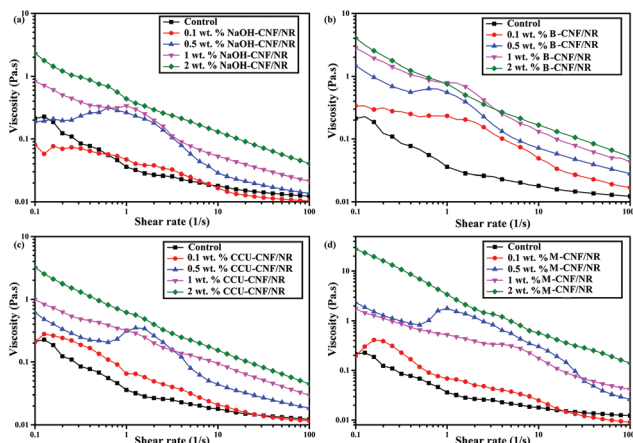 (a)
Control
0.1 wt. % NaOH-CNF/NR
0.5 wt. % NaOH-CNF/NR
1 wt. % NaOH-CNF/NR
2 wt. % NaOH-CNF/NR
Viscosity (Pa.s)
10
1
0.1
0.01
0.1 1 10 100
Shear rate (1/s)
(b)
Control
0.1 wt. % B-CNF/NR
0.5 wt. % B-CNF/NR
1 wt. % B-CNF/NR
2 wt. % B-CNF/NR
Viscosity (Pa.s)
10
1
0.1
0.01
0.1 1 10 100
Shear rate (1/s)
(c)
Control
0.1 wt. % CCU-CNF/NR
0.5 wt. % CCU-CNF/NR
1 wt. % CCU-CNF/NR
2 wt. % CCU-CNF/NR
Viscosity (Pa.s)
10
1
0.1
0.01
0.1 1 10 100
Shear rate (1/s)
(d)
Control
0.1 wt. % M-CNF/NR
0.5 wt. % M-CNF/NR
1 wt. % M-CNF/NR
2 wt. % M-CNF/NR
Viscosity (Pa.s)
10
1
0.1
0.01
0.1 1 10 100
Shear rate (1/s)